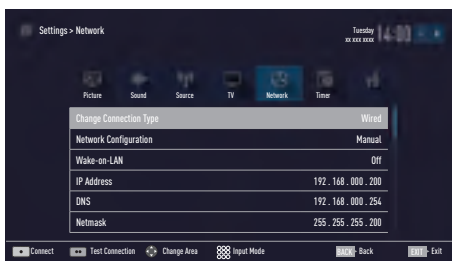 Settings > Network
Tuesday
xx xxx xxxx
14:00
Picture Sound Source TV Network Timer
Change Connection Type Wired
Network Configuration Manual
Wake-on-LAN Off
IP Address 192 . 168 . 000 . 200
DNS 192 . 168 . 000 . 254
Netmask 255 . 255 . 255 . 200
Connect Test Connection Change Area Input Mode BACK Back EXIT Exit